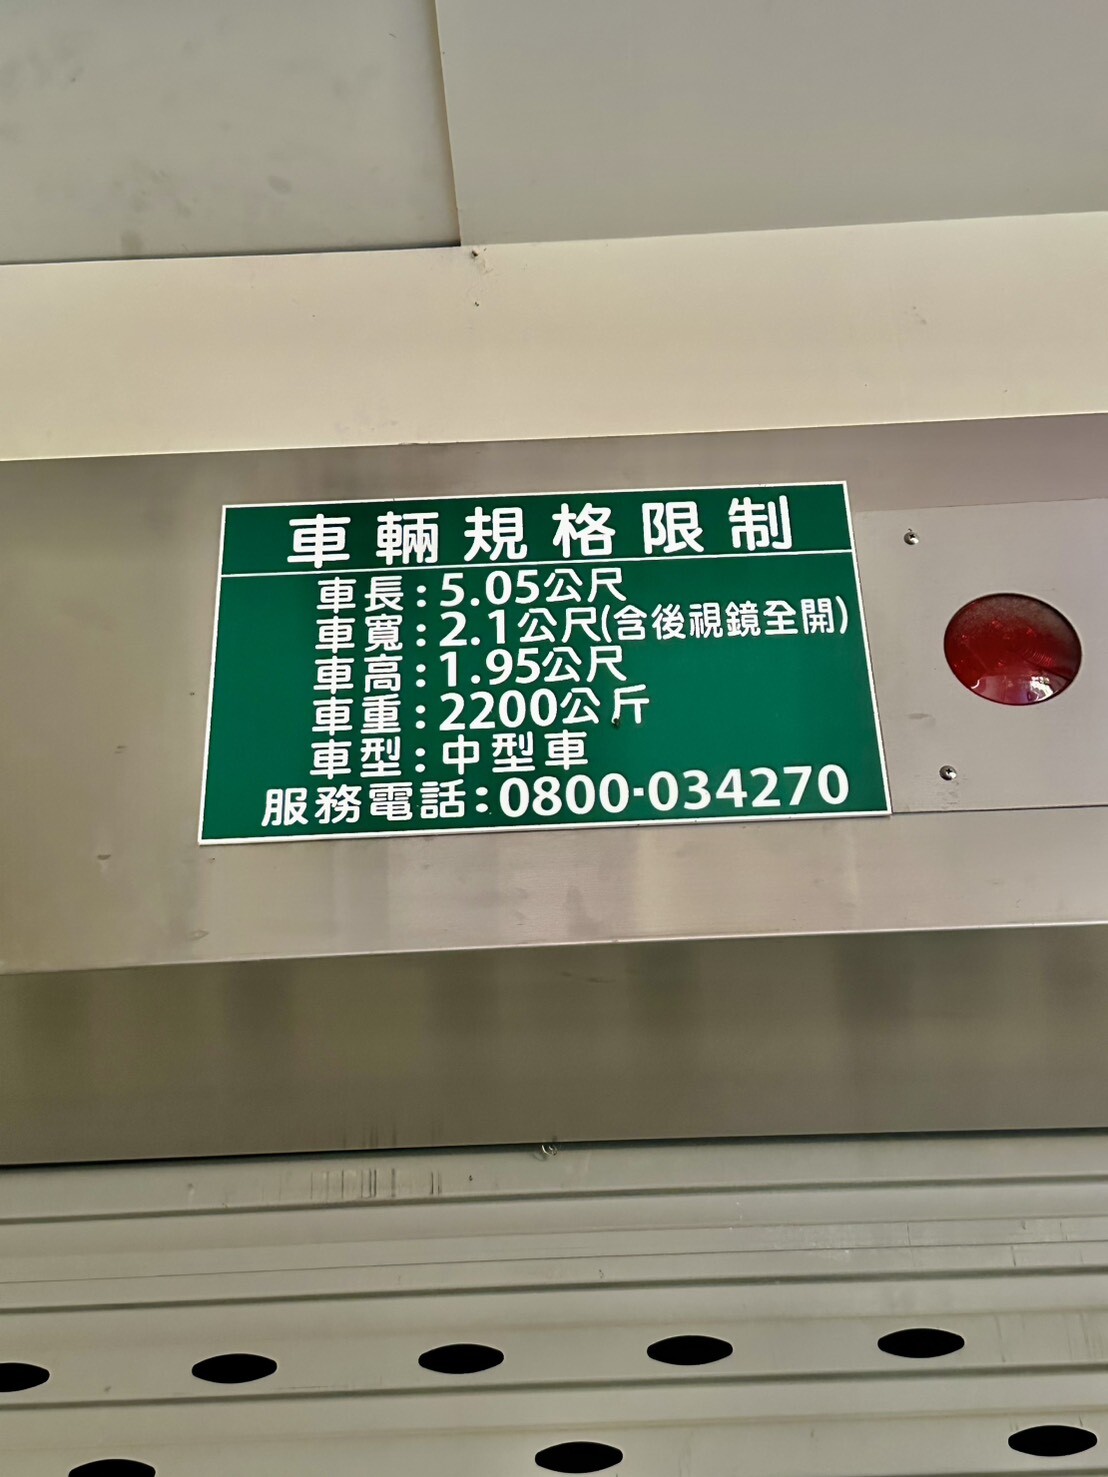 車輛規格限制
車長:5.05公尺
車寬:2.1公尺(含後視鏡全開)
車高:1.95公尺
車重:2200公斤
車型:中型車
服務電話:0800-034270